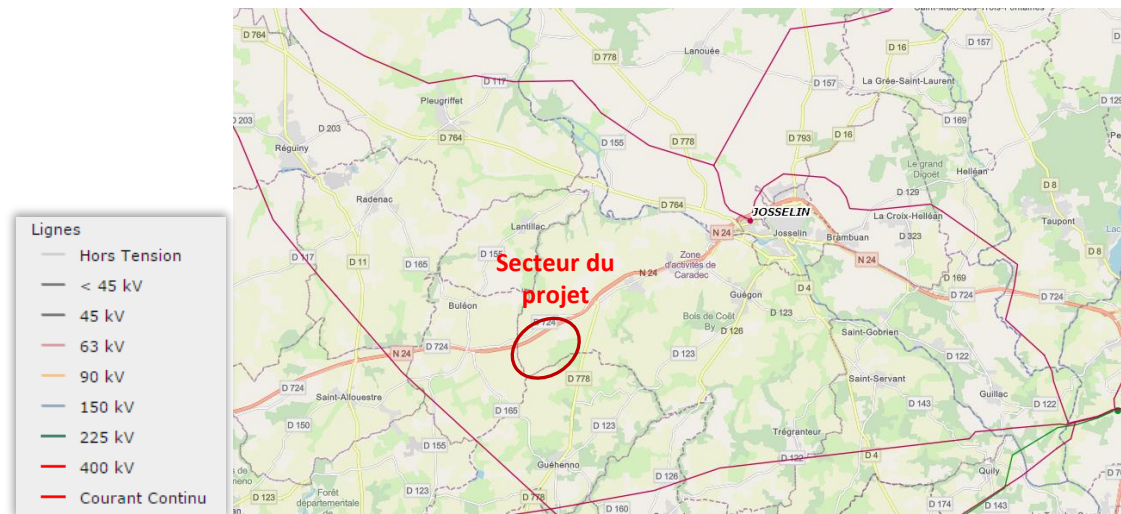 Lignes
Hors Tension
< 45 kV
45 kV
63 kV
90 kV
150 kV
225 kV
400 kV
Courant Continu
D 764
D 778
Lanouée
D 16
D 157
La Grée-Saint-Laurent
D 117
D 157
Pleugriffet
D 129
D 203
D 203
D 764
D 155
D 778
D 793
D 16
D 169
Réguiny
Le grand
Digoët
Helléan
Radenac
D 129
D 8
D 764
JOSSELIN
La Croix-Helléan
Taupont
Lantillac
N 24
Josselin
Brambuan
D 323
D 117
D 11
D 165
D 155
Secteur du
projet
N 24
Zone
d'activités de
Caradec
N 24
D 8
D 169
D 4
Guégon
D 724
D 724
Buléon
Bois de Coët
By
D 123
D 724
D 126
Saint-Gobrien
D 724
N 24
D 724
D 123
D 122
D 724
D 778
Saint-Servant
Saint-Allouestre
D 165
D 143
Guillac
D 122
D 150
D 123
D 155
Trégranteur
D 122
D 4
Guéhenno
D 126
Quily
D 123
D 123
Forêt
départementale
D 778
D 160
D 174
D 143